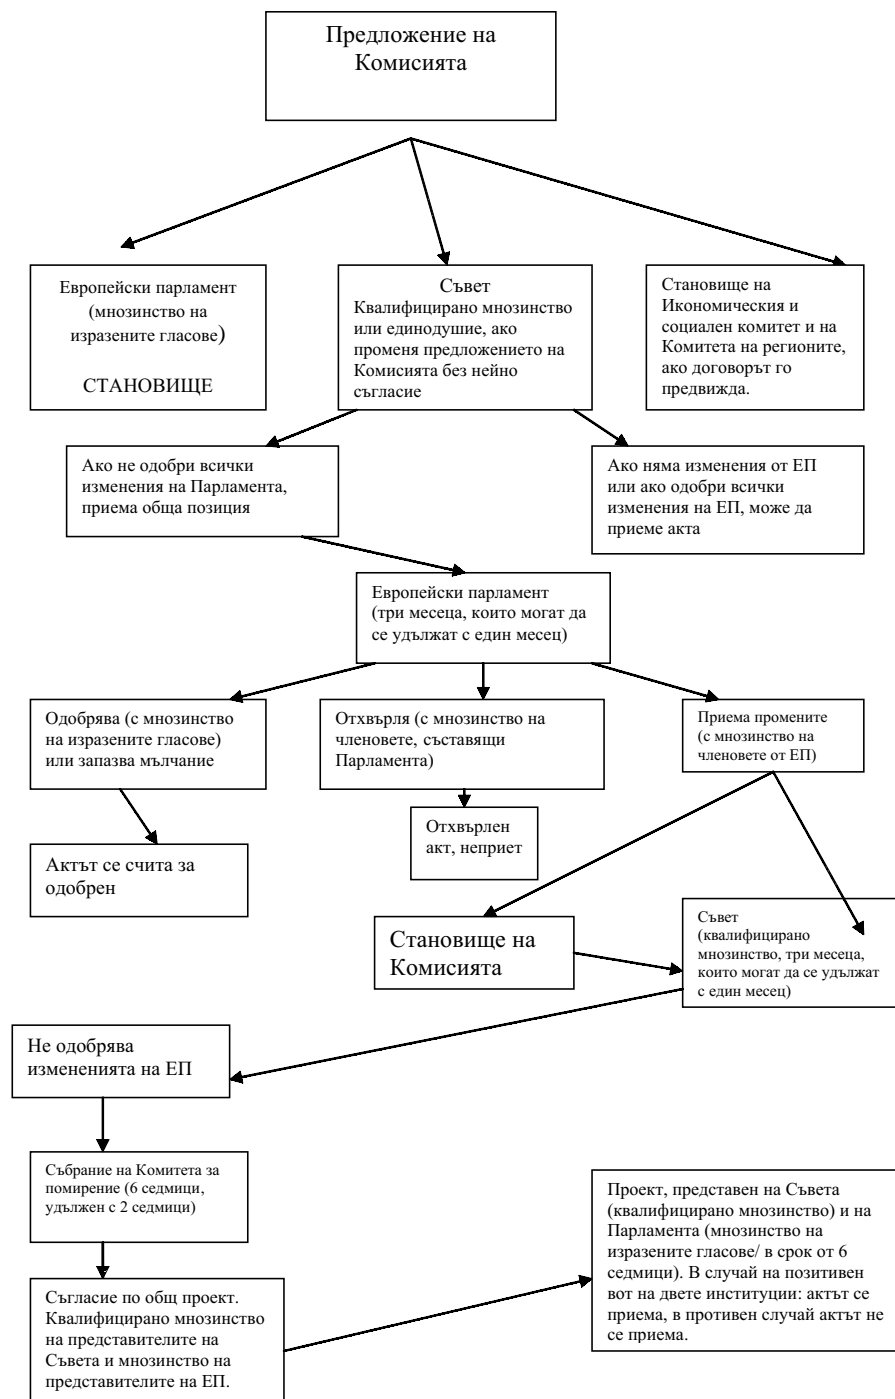 Предложение на
Комисията
Европейски парламент
(мнозинство на
изразените гласове)
СТАНОВИЩЕ
Съвет
Квалифицирано мнозинство
или единодушие, ако
променя предложението на
Комисията без нейно
съгласие
Становище на
Икономическия и
социален комитет и на
Комитета на регионите,
ако договорът го
предвижда.
Ако не одобри всички
изменения на Парламента,
приема обща позиция
Ако няма изменения от ЕП
или ако одобри всички
изменения на ЕП, може да
приеме акта
Европейски парламент
(три месеца, които могат да
се удължат с един месец)
Одобрява (с мнозинство
на изразените гласове)
или запазва мълчание
Отхвърля (с мнозинство на
членовете, съставящи
Парламента)
Приема промените
(с мнозинство на
членовете от ЕП)
Актът се счита за
одобрен
Отхвърлен
акт, неприет
Становище на
Комисията
Съвет
(квалифицирано
мнозинство, три месеца,
които могат да се удължат
с един месец)
Не одобрява
измененията на ЕП
Събрание на Комитета за
помирение (6 седмици,
удължен с 2 седмици)
Съгласие по общ проект.
Квалифицирано мнозинство
на представителите на
Съвета и мнозинство на
представителите на ЕП.
Проект, представен на Съвета
(квалифицирано мнозинство) и на
Парламента (мнозинство на
изразените гласове/ в срок от 6
седмици). В случай на позитивен
вот на двете институции: актът се
приема, в противен случай актът не
се приема.